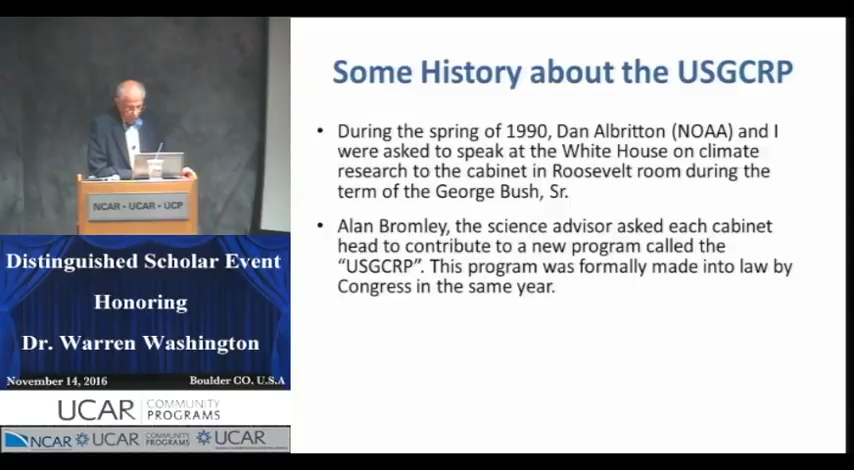 NCAR - UCAR - UCP
Distinguished Scholar Event
Honoring
Dr. Warren Washington
November 14, 2016 Boulder CO. U.S.A
UCAR COMMUNITY
PROGRAMS
NCAR UCAR COMMUNITY PROGRAMS UCAR
Some History about the USGCRP
• During the spring of 1990, Dan Albritton (NOAA) and I
were asked to speak at the White House on climate
research to the cabinet in Roosevelt room during the
term of the George Bush, Sr.
• Alan Bromley, the science advisor asked each cabinet
head to contribute to a new program called the
“USGCRP”. This program was formally made into law by
Congress in the same year.